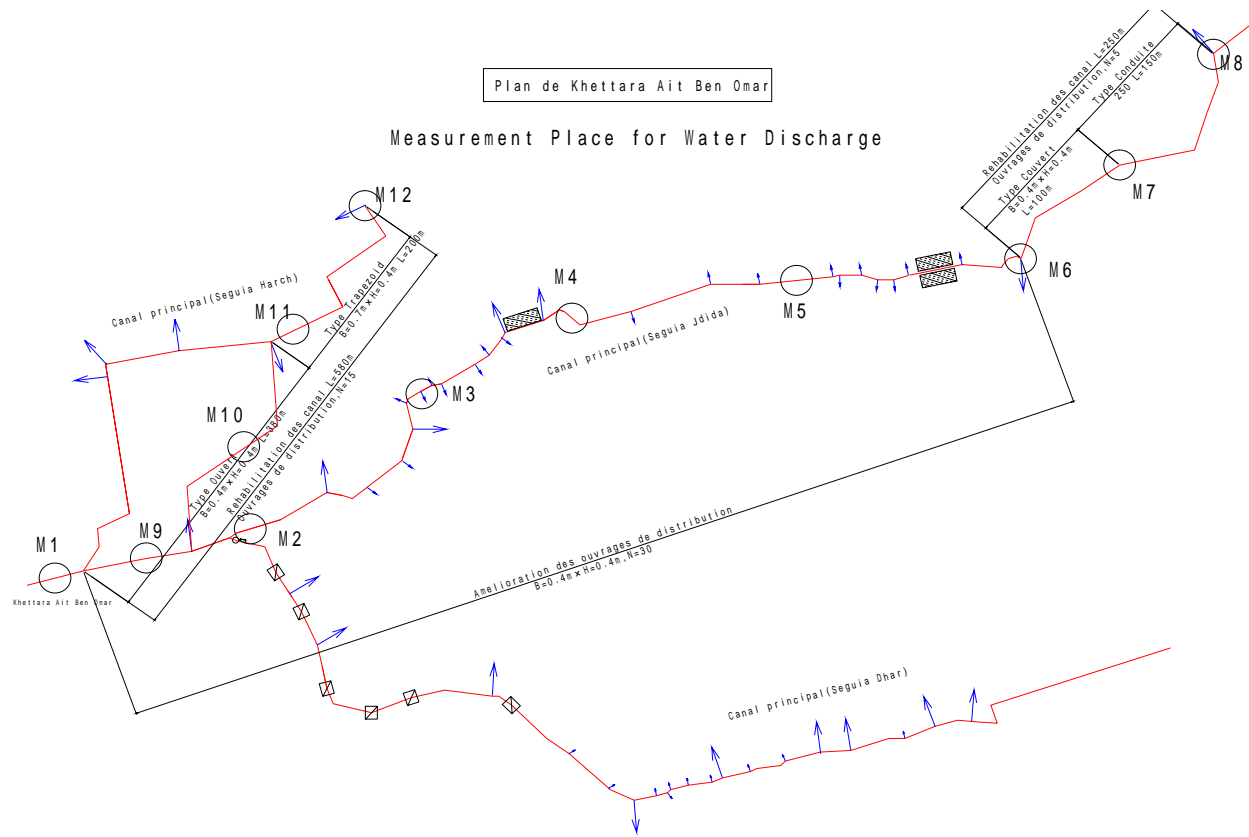 Plan de Khettara Ait Ben Omar
Measurement Place for Water Discharge
Rehabilitation des canal L=250m
Ouvrages de distribution,N=5
Type Conduite
250 L=150m
Type Couvert
B=0.4m×H=0.4m
L=100m
M8
M7
M6
M12
M4
M5
M11
M3
M10
M2
M9
M1
Canal principal(Seguia Harch)
Type Trapezoid
B=0.7m×H=0.4m L=200m
Canal principal(Seguia Jdida)
Type Ouvert
B=0.4m×H=0.4m L=380m
Rehabilitation des canal L=580m
Ouvrages de distribution,N=15
Khettara Ait Ben Omar
Amelioration des ouvrages de distribution
B=0.4m×H=0.4m,N=30
Canal principal(Seguia Dhar)